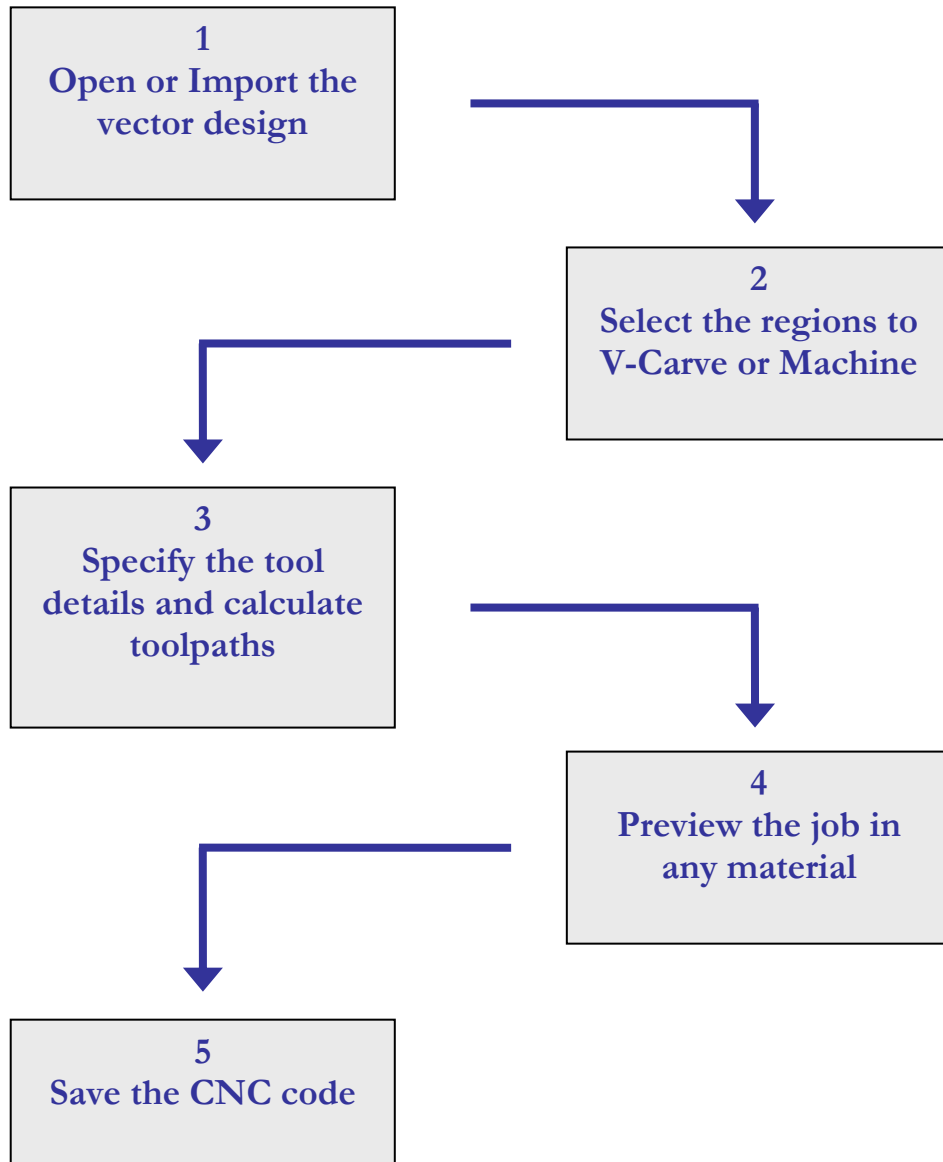 1
Open or Import the
vector design
2
Select the regions to
V-Carve or Machine
3
Specify the tool
details and calculate
toolpaths
4
Preview the job in
any material
5
Save the CNC code